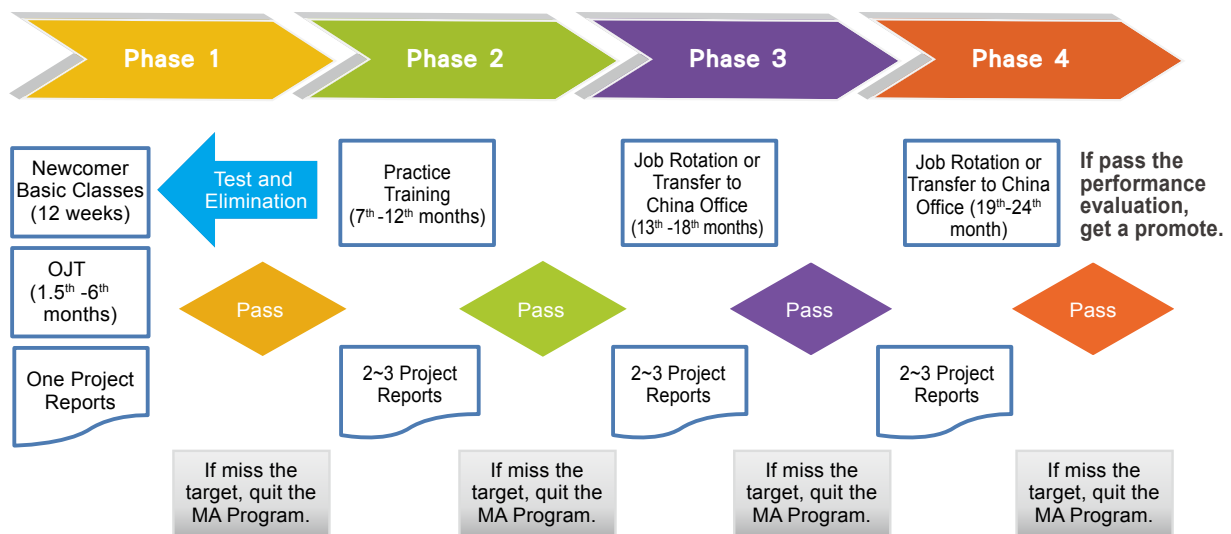 Phase 1
Phase 2
Phase 3
Phase 4
Newcomer
Basic Classes
(12 weeks)
Test and
Elimination
Practice
Training
(7th -12th months)
Job Rotation or
Transfer to
China Office
(13th -18th months)
Job Rotation or
Transfer to China
Office (19th-24th
month)
If pass the
performance
evaluation,
get a promote.
OJT
(1.5th -6th
months)
Pass
Pass
Pass
Pass
One Project
Reports
2~3 Project
Reports
2~3 Project
Reports
2~3 Project
Reports
If miss the
target, quit the
MA Program.
If miss the
target, quit the
MA Program.
If miss the
target, quit the
MA Program.
If miss the
target, quit the
MA Program.